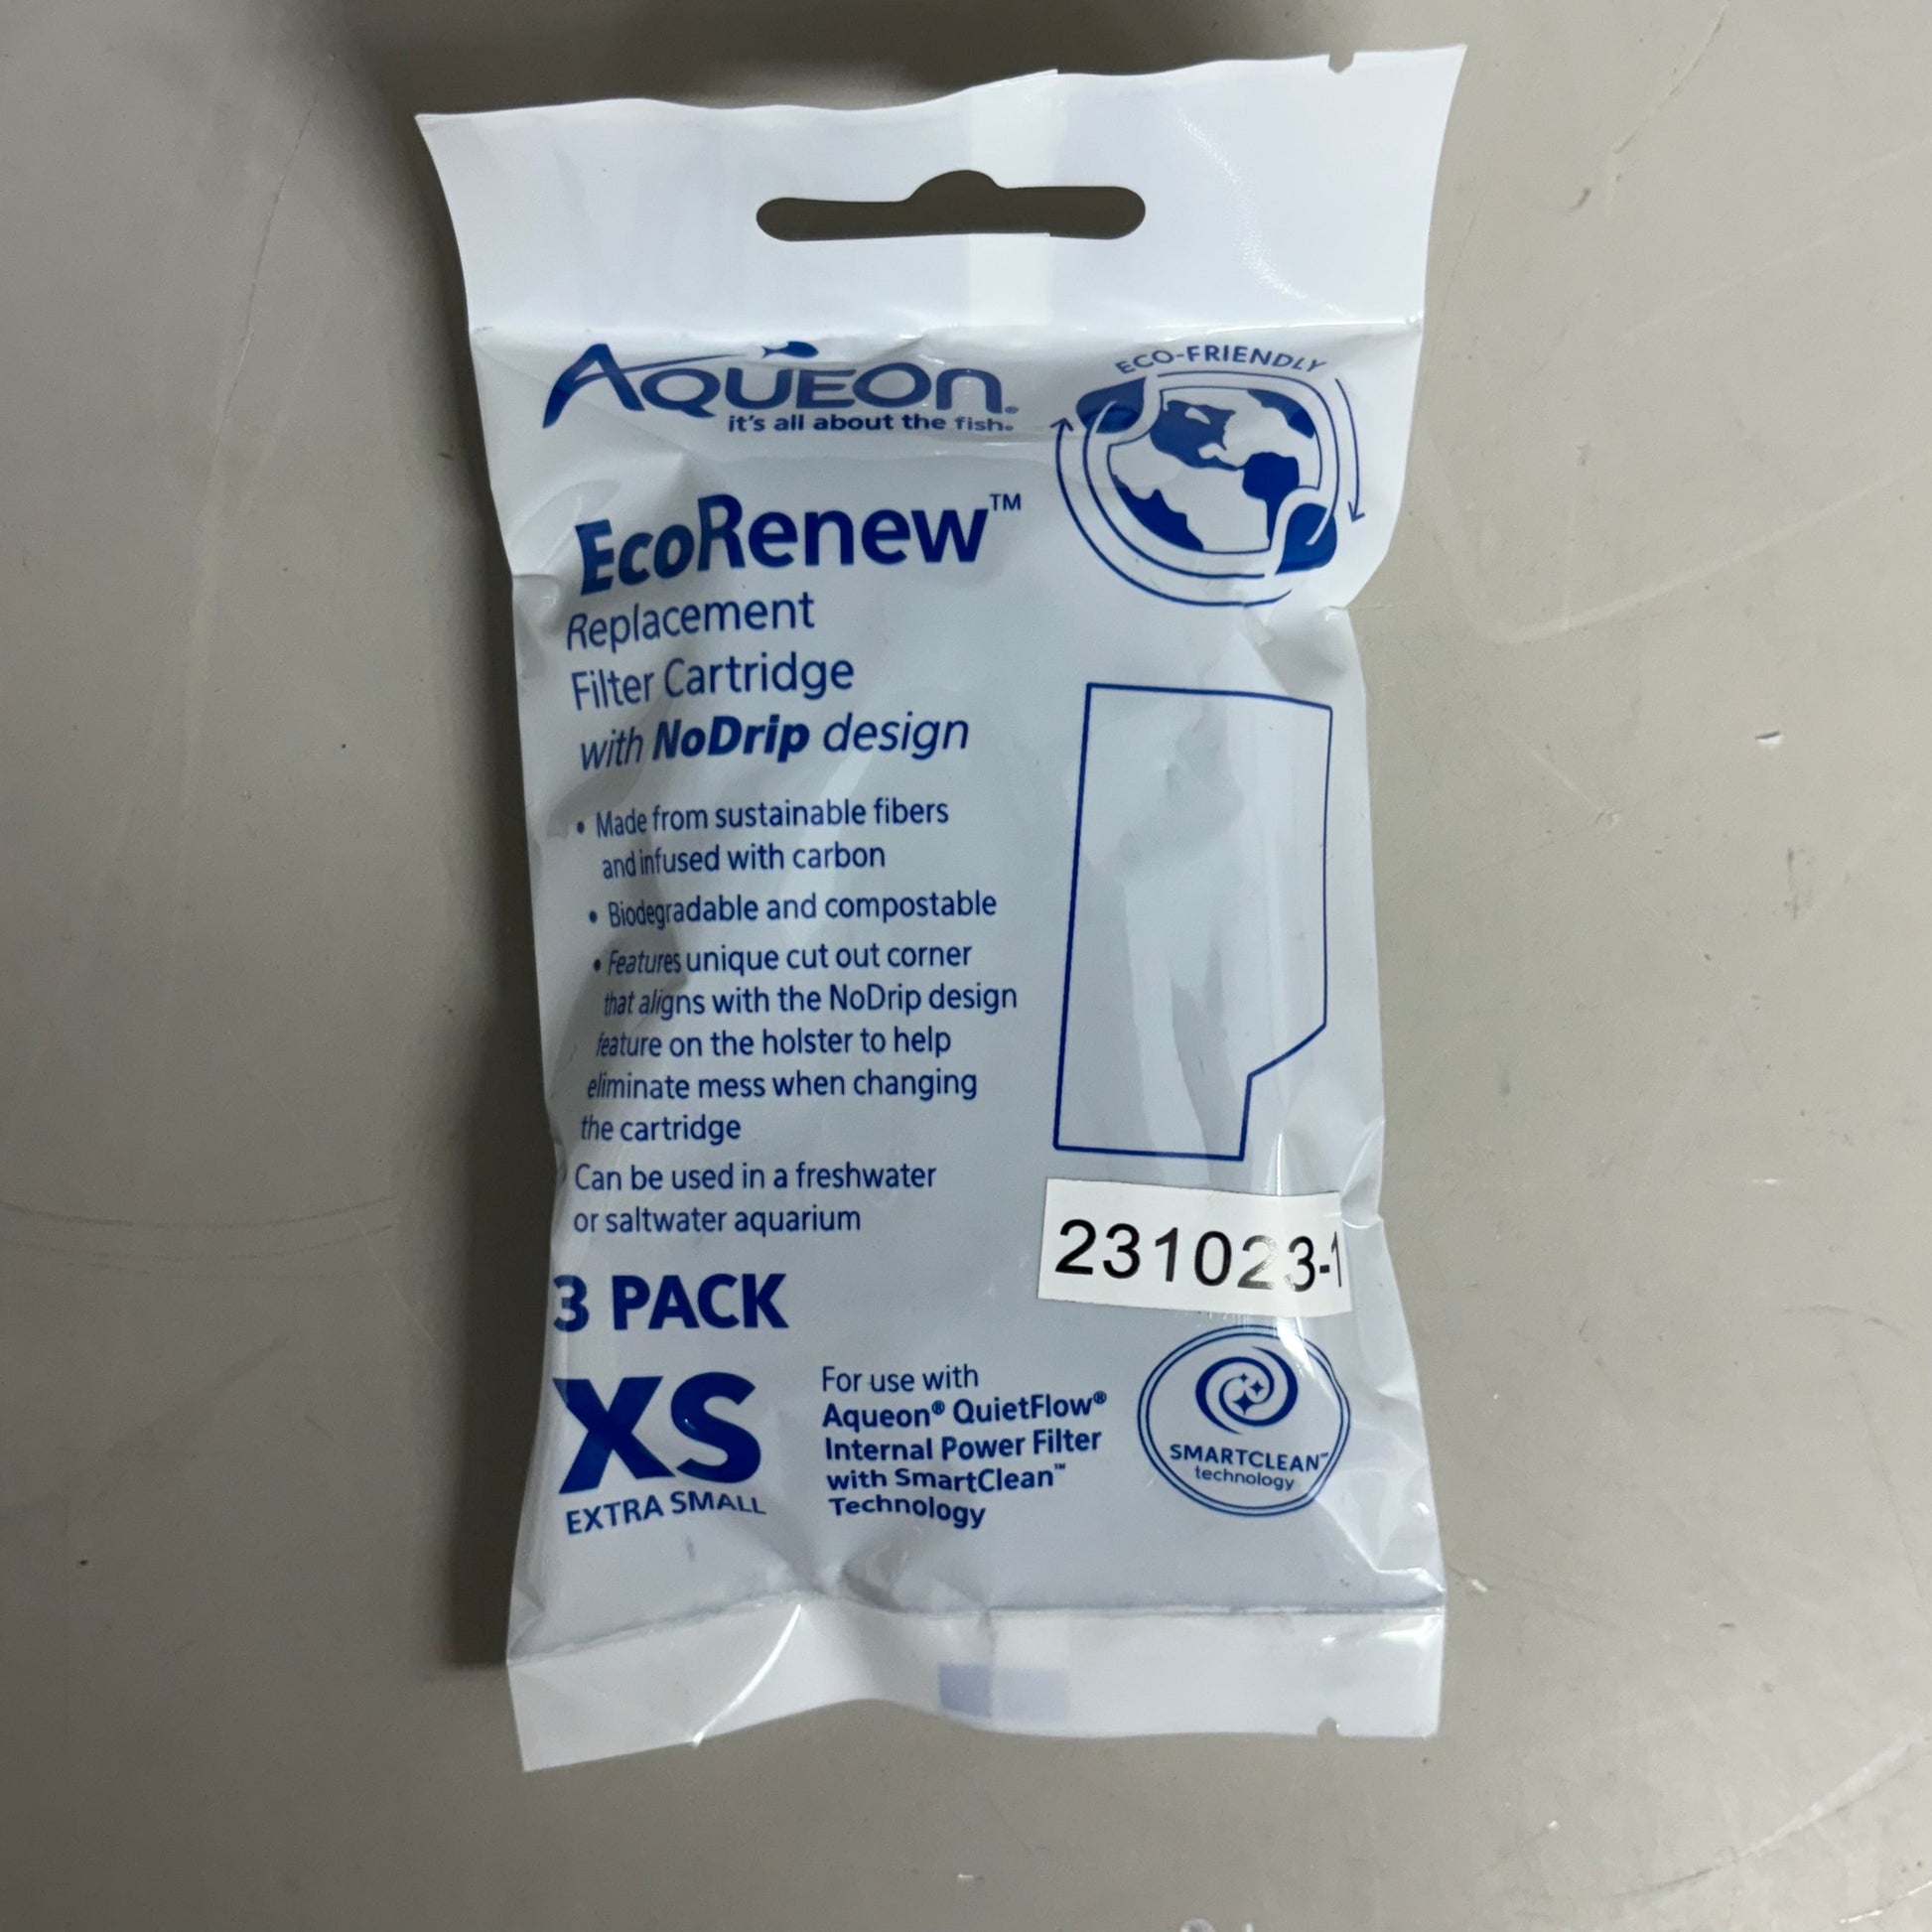 AQUEON®
it's all about the fish®
ECO-FRIENDLY
EcoRenew™
Replacement
Filter Cartridge
with NoDrip design
• Made from sustainable fibers
and infused with carbon
• Biodegradable and compostable
• Features unique cut out corner
that aligns with the NoDrip design
feature on the holster to help
eliminate mess when changing
the cartridge
Can be used in a freshwater
or saltwater aquarium
231023-1
3 PACK
XS
EXTRA SMALL
For use with
Aqueon® QuietFlow®
Internal Power Filter
with SmartClean™
Technology
SMARTCLEAN™
technology